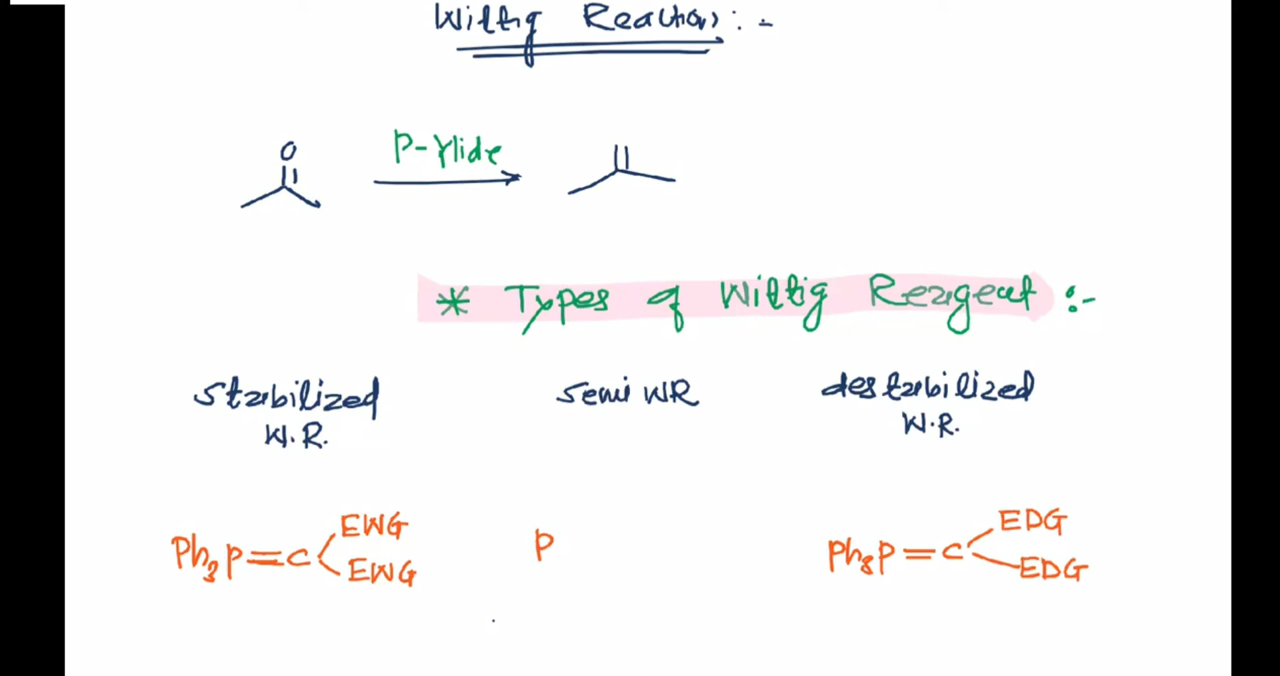 Wittig Reaction :-
O
P-Ylide
* Types of Wittig Reagent :-
Stabilized W.R.
Semi WR
destabilized W.R.
Ph3P=C EWG EWG
P
Ph3P=C EDG EDG